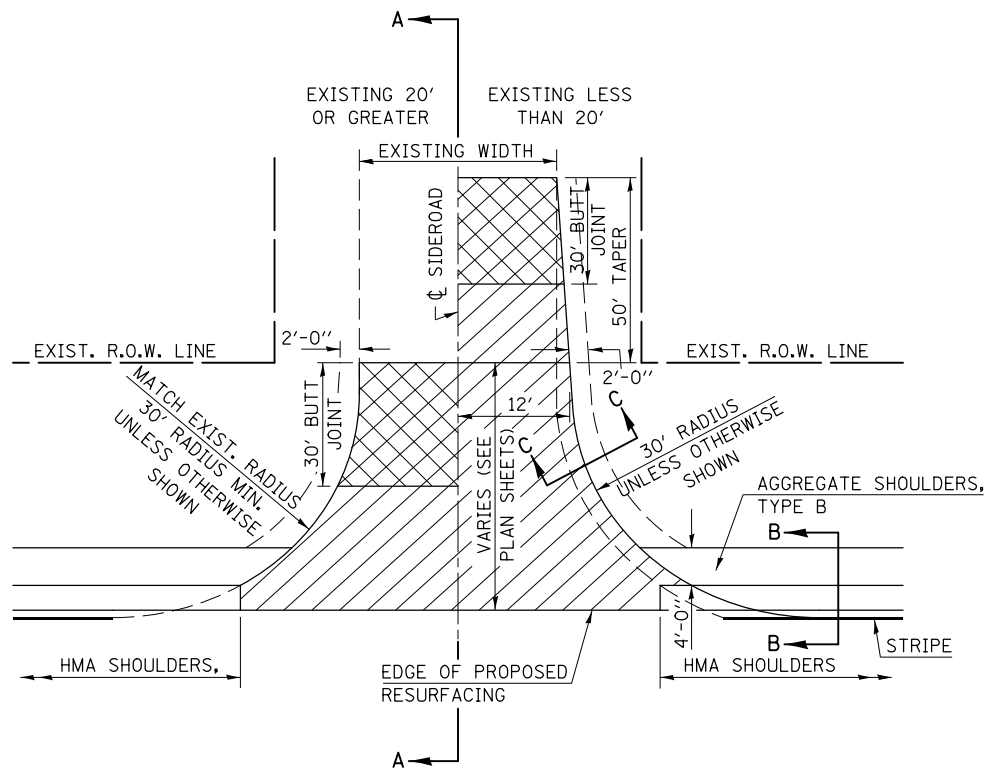 A
EXISTING 20'
OR GREATER
EXISTING LESS
THAN 20'
EXISTING WIDTH
℄ SIDEROAD
30' BUTT
JOINT
50' TAPER
2'-0''
EXIST. R.O.W. LINE
EXIST. R.O.W. LINE
MATCH EXIST. RADIUS
30' RADIUS MIN.
UNLESS OTHERWISE
SHOWN
30' BUTT
JOINT
VARIES (SEE
PLAN SHEETS)
12'
2'-0''
C
C
30' RADIUS
UNLESS OTHERWISE
SHOWN
AGGREGATE SHOULDERS,
TYPE B
B
B
4'-0''
STRIPE
HMA SHOULDERS,
EDGE OF PROPOSED
RESURFACING
HMA SHOULDERS
A